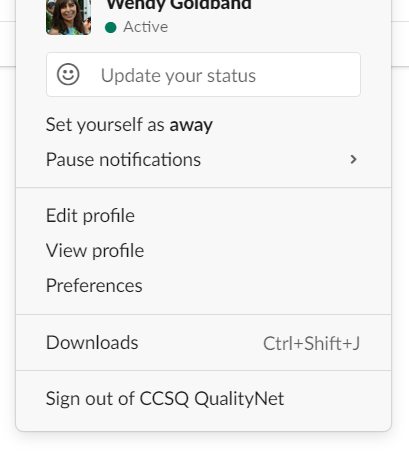 Wendy Goldband
Active
Update your status
Set yourself as away
Pause notifications
Edit profile
View profile
Preferences
Downloads Ctrl+Shift+J
Sign out of CCSQ QualityNet